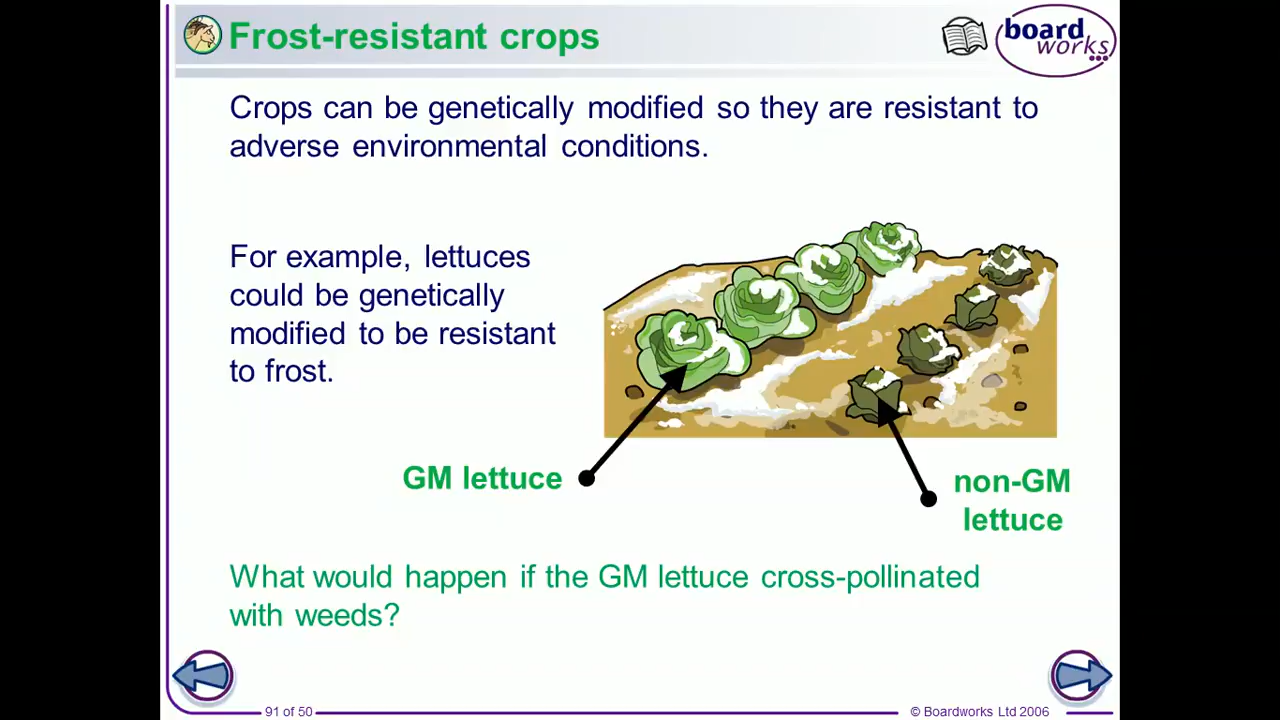 Frost-resistant crops
board
works
Crops can be genetically modified so they are resistant to
adverse environmental conditions.
For example, lettuces
could be genetically
modified to be resistant
to frost.
GM lettuce
non-GM
lettuce
What would happen if the GM lettuce cross-pollinated
with weeds?
91 of 50
© Boardworks Ltd 2006